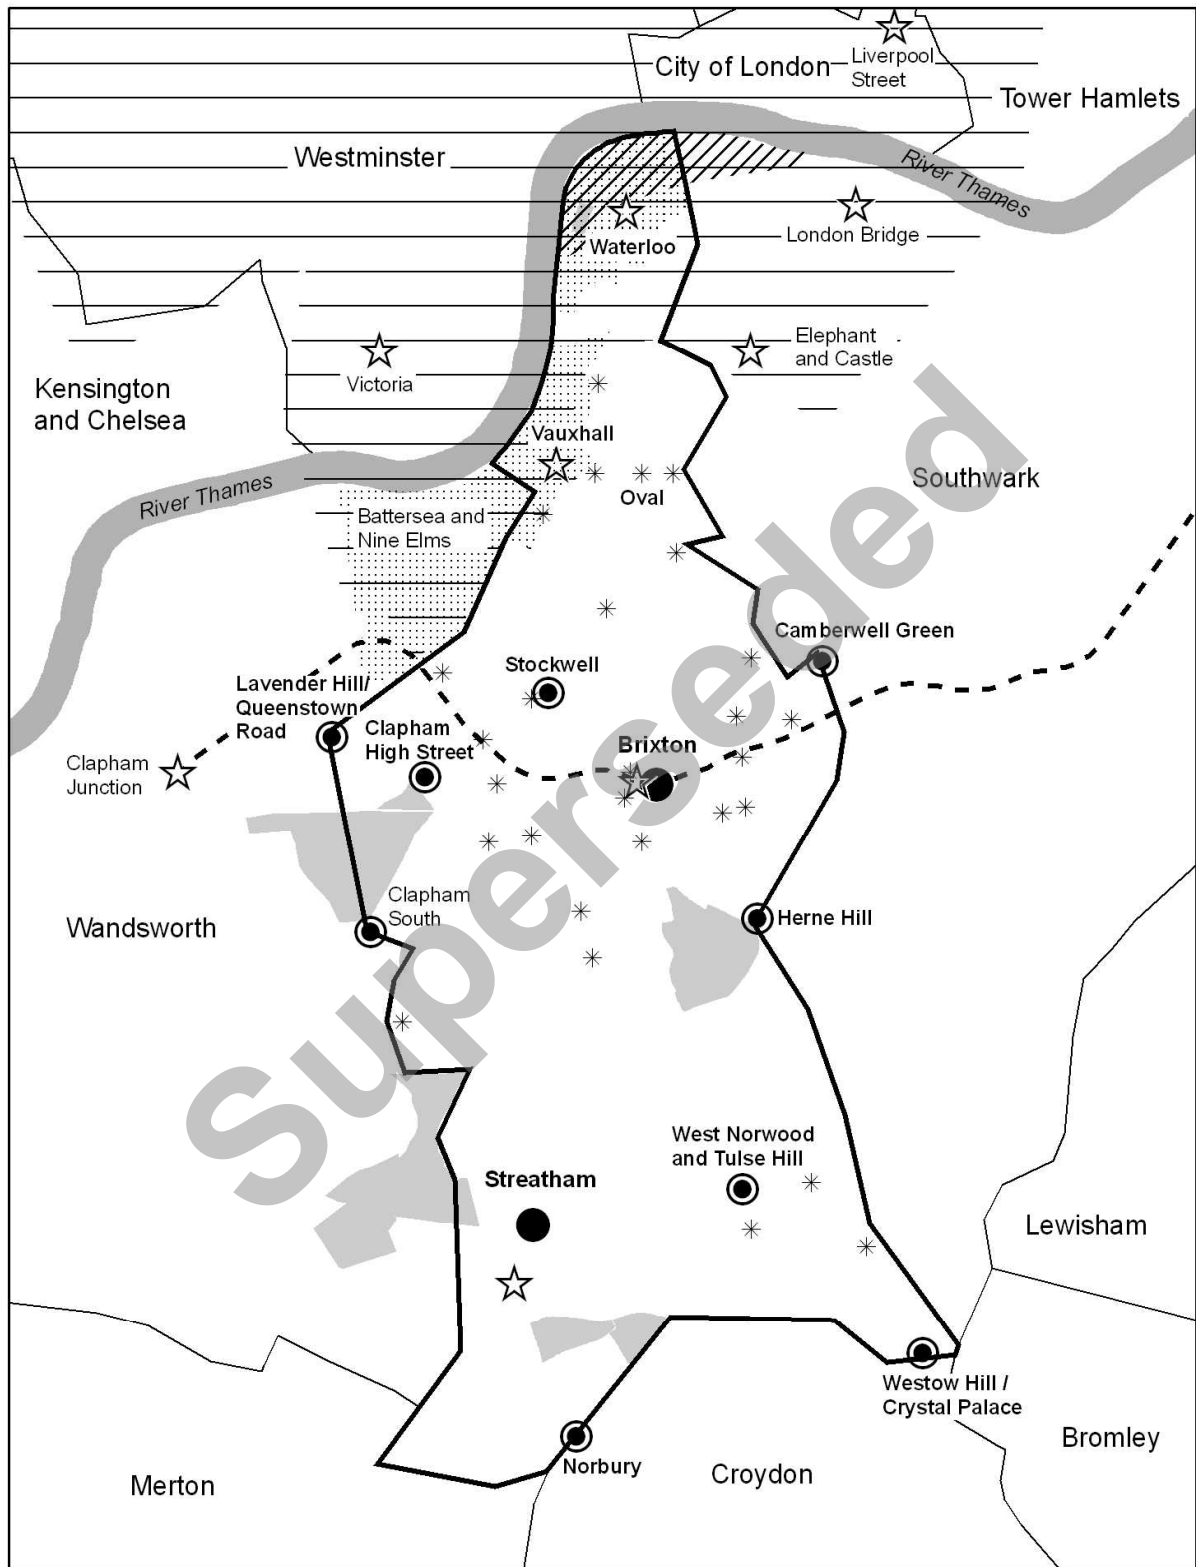 City of London
Liverpool
Street
Tower Hamlets
Westminster
River Thames
Waterloo
London Bridge
Elephant
and Castle
Kensington
and Chelsea
Victoria
Vauxhall
Southwark
River Thames
Oval
Battersea and
Nine Elms
Camberwell Green
Stockwell
Lavender Hill/
Queenstown
Road
Clapham
High Street
Brixton
Clapham
Junction
Clapham
South
Wandsworth
Herne Hill
Superseded
West Norwood
and Tulse Hill
Streatham
Lewisham
Westow Hill /
Crystal Palace
Bromley
Norbury
Croydon
Merton